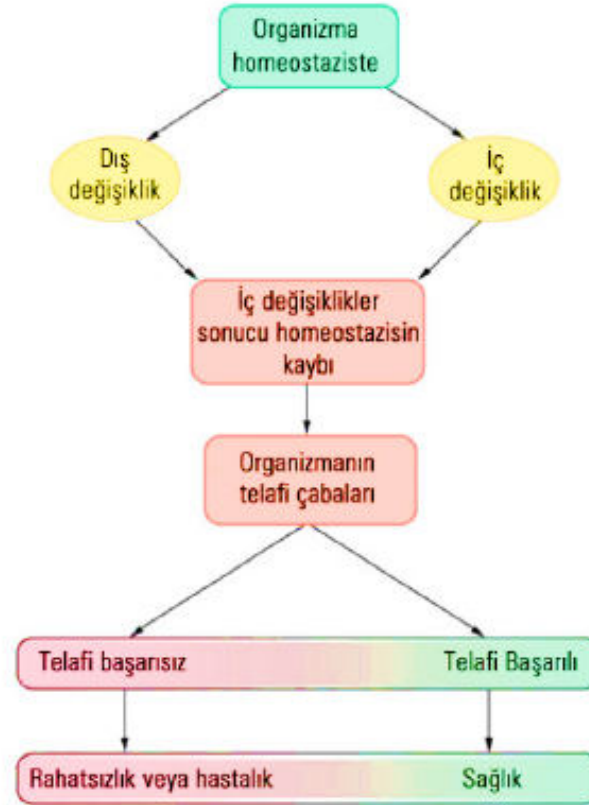 Organizma
homeostaziste
Dış
değişiklik
İç
değişiklik
İç değişiklikler
sonucu homeostazisin
kaybı
Organizmanın
telafi çabaları
Telafi başarısız
Telafi Başarılı
Rahatsızlık veya hastalık
Sağlık